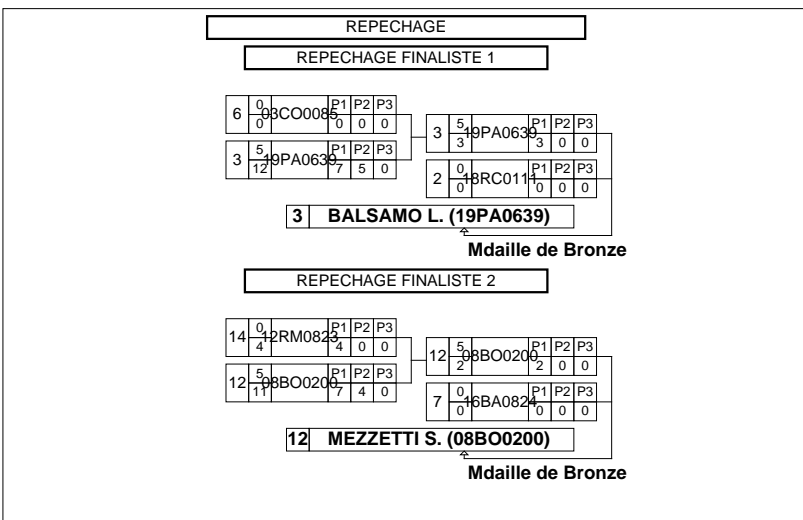 REPECHAGE
REPECHAGE FINALISTE 1
6 0 0 03CO0085 P1 P2 P3 0 0 0
3 5 12 19PA0639 P1 P2 P3 7 5 0
3 5 3 19PA0639 P1 P2 P3 3 0 0
2 0 0 18RC0111 P1 P2 P3 0 0 0
3 BALSAMO L. (19PA0639)
Mdaille de Bronze
REPECHAGE FINALISTE 2
14 0 4 12RM0823 P1 P2 P3 4 0 0
12 5 11 08BO0200 P1 P2 P3 7 4 0
12 5 2 08BO0200 P1 P2 P3 2 0 0
7 0 0 16BA0824 P1 P2 P3 0 0 0
12 MEZZETTI S. (08BO0200)
Mdaille de Bronze